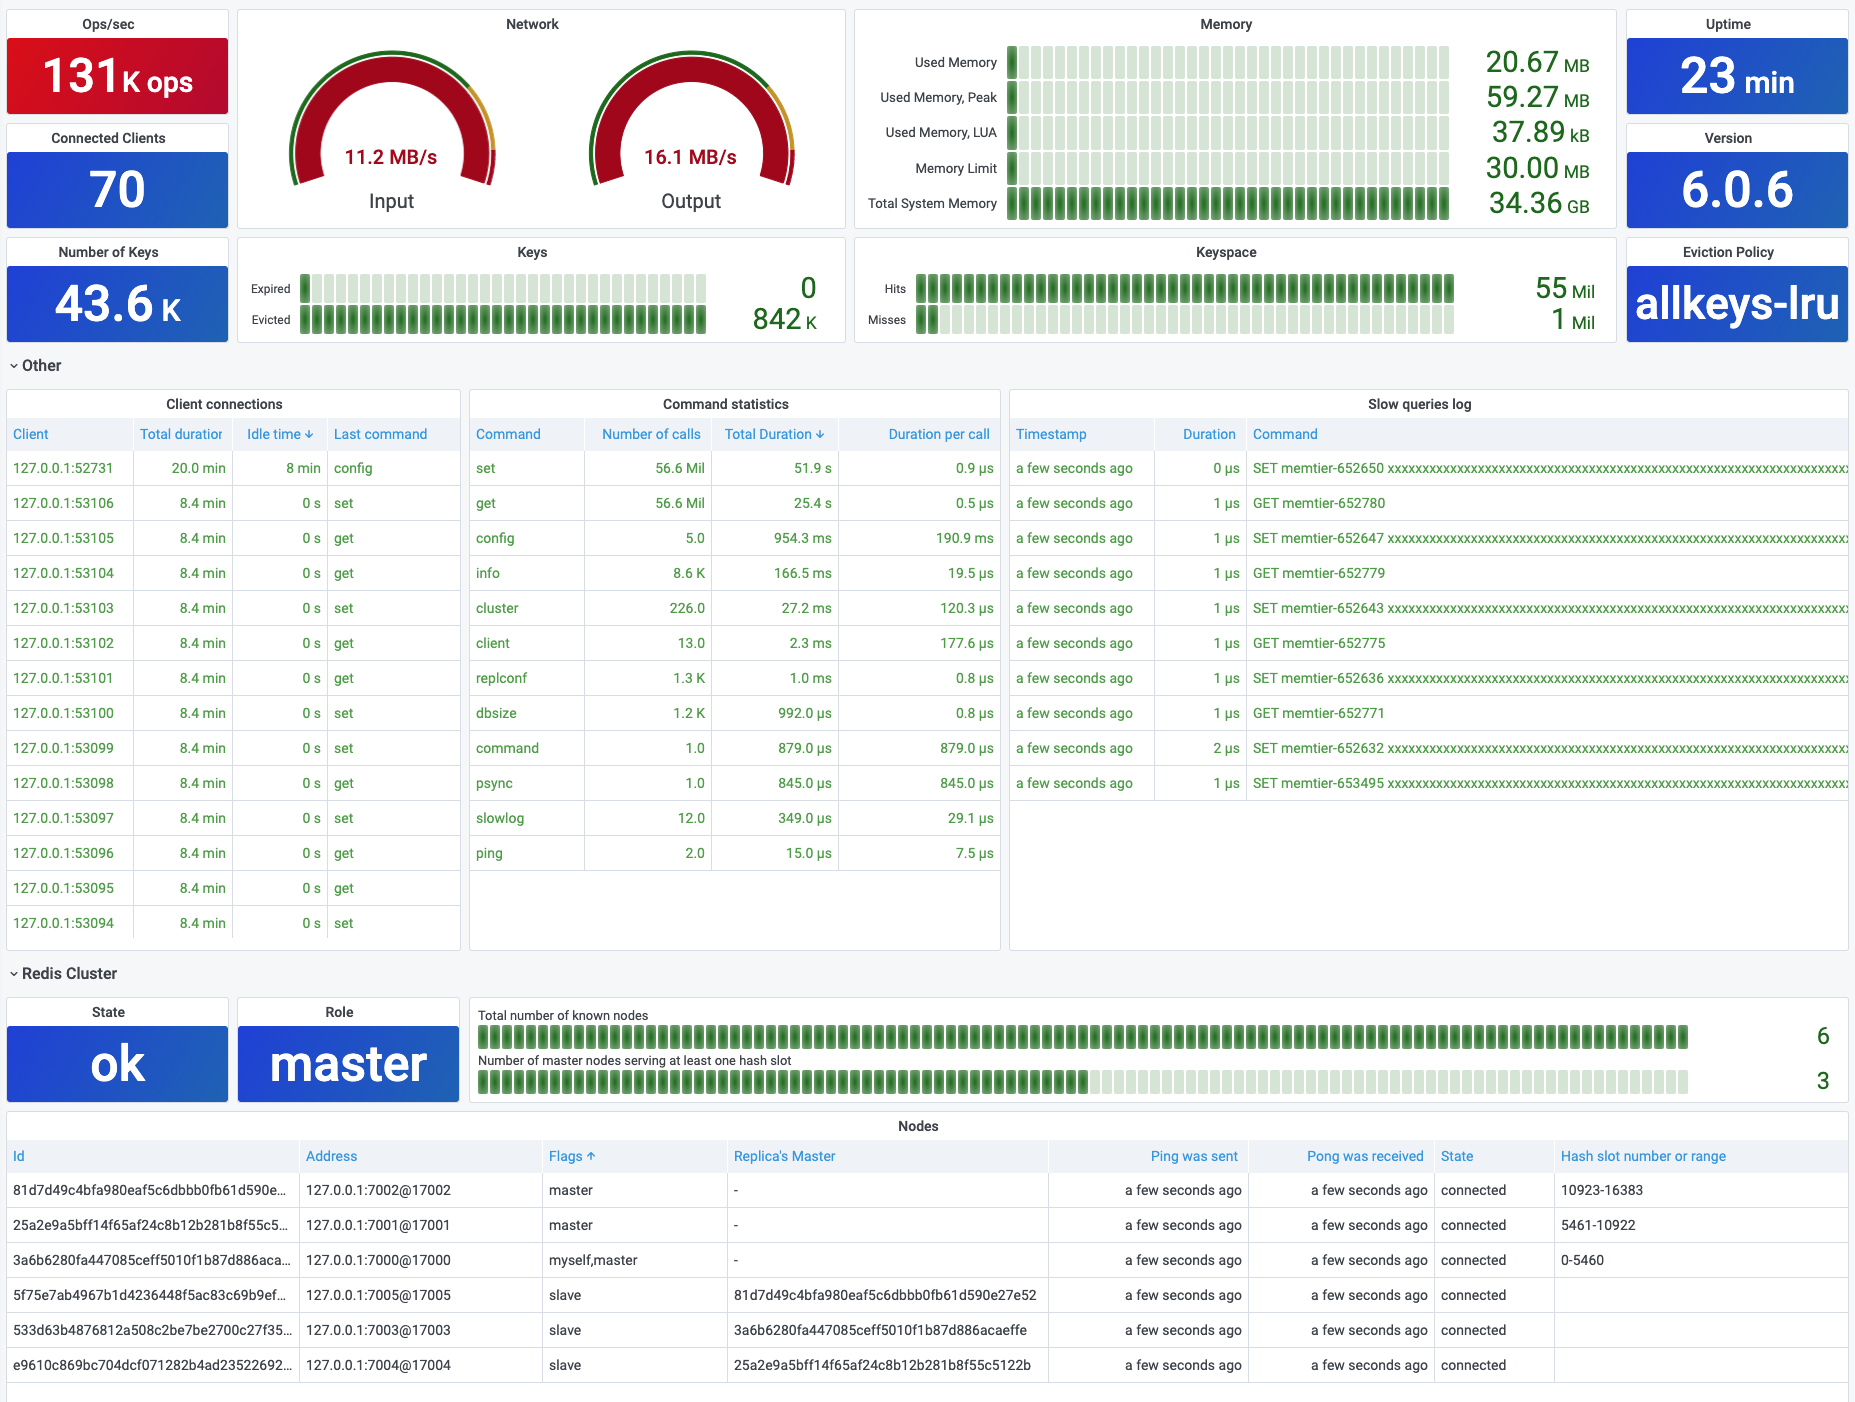 Ops/sec
131K ops
Connected Clients
70
Number of Keys
43.6 K
Network
11.2 MB/s
Input
16.1 MB/s
Output
Memory
Used Memory 20.67 MB
Used Memory, Peak 59.27 MB
Used Memory, LUA 37.89 kB
Memory Limit 30.00 MB
Total System Memory 34.36 GB
Uptime
23 min
Version
6.0.6
Keys
Expired 0
Evicted 842 K
Keyspace
Hits 55 Mil
Misses 1 Mil
Eviction Policy
allkeys-lru
Other
Client connections
Client Total duration Idle time Last command
127.0.0.1:52731 20.0 min 8 min config
127.0.0.1:53106 8.4 min 0 s set
127.0.0.1:53105 8.4 min 0 s get
127.0.0.1:53104 8.4 min 0 s get
127.0.0.1:53103 8.4 min 0 s set
127.0.0.1:53102 8.4 min 0 s get
127.0.0.1:53101 8.4 min 0 s get
127.0.0.1:53100 8.4 min 0 s set
127.0.0.1:53099 8.4 min 0 s set
127.0.0.1:53098 8.4 min 0 s get
127.0.0.1:53097 8.4 min 0 s set
127.0.0.1:53096 8.4 min 0 s get
127.0.0.1:53095 8.4 min 0 s get
127.0.0.1:53094 8.4 min 0 s set
Command statistics
Command Number of calls Total Duration Duration per call
set 56.6 Mil 51.9 s 0.9 µs
get 56.6 Mil 25.4 s 0.5 µs
config 5.0 954.3 ms 190.9 ms
info 8.6 K 166.5 ms 19.5 µs
cluster 226.0 27.2 ms 120.3 µs
client 13.0 2.3 ms 177.6 µs
replconf 1.3 K 1.0 ms 0.8 µs
dbsize 1.2 K 992.0 µs 0.8 µs
command 1.0 879.0 µs 879.0 µs
psync 1.0 845.0 µs 845.0 µs
slowlog 12.0 349.0 µs 29.1 µs
ping 2.0 15.0 µs 7.5 µs
Slow queries log
Timestamp Duration Command
a few seconds ago 0 µs SET memtier-652650 xxxxxxxxxxxxxxxxxxxxxxxxxxxxxxxxxxxxxxxxxxxxxxxxxxxxxxxxxxxxxxxxxx
a few seconds ago 1 µs GET memtier-652780
a few seconds ago 1 µs SET memtier-652647 xxxxxxxxxxxxxxxxxxxxxxxxxxxxxxxxxxxxxxxxxxxxxxxxxxxxxxxxxxxxxxxxxx
a few seconds ago 1 µs GET memtier-652779
a few seconds ago 1 µs SET memtier-652643 xxxxxxxxxxxxxxxxxxxxxxxxxxxxxxxxxxxxxxxxxxxxxxxxxxxxxxxxxxxxxxxxxx
a few seconds ago 1 µs GET memtier-652775
a few seconds ago 1 µs SET memtier-652636 xxxxxxxxxxxxxxxxxxxxxxxxxxxxxxxxxxxxxxxxxxxxxxxxxxxxxxxxxxxxxxxxxx
a few seconds ago 1 µs GET memtier-652771
a few seconds ago 2 µs SET memtier-652632 xxxxxxxxxxxxxxxxxxxxxxxxxxxxxxxxxxxxxxxxxxxxxxxxxxxxxxxxxxxxxxxxxx
a few seconds ago 1 µs SET memtier-653495 xxxxxxxxxxxxxxxxxxxxxxxxxxxxxxxxxxxxxxxxxxxxxxxxxxxxxxxxxxxxxxxxxx
Redis Cluster
State
ok
Role
master
Total number of known nodes
6
Number of master nodes serving at least one hash slot
3
Nodes
Id Address Flags Replica's Master Ping was sent Pong was received State Hash slot number or range
81d7d49c4bfa980eaf5c6dbbb0fb61d590e... 127.0.0.1:7002@17002 master - a few seconds ago a few seconds ago connected 10923-16383
25a2e9a5bff14f65af24c8b12b281b8f55c5... 127.0.0.1:7001@17001 master - a few seconds ago a few seconds ago connected 5461-10922
3a6b6280fa447085ceff5010f1b87d886aca... 127.0.0.1:7000@17000 myself,master - a few seconds ago a few seconds ago connected 0-5460
5f75e7ab4967b1d4236448f5ac83c69b9ef... 127.0.0.1:7005@17005 slave 81d7d49c4bfa980eaf5c6dbbb0fb61d590e27e52 a few seconds ago a few seconds ago connected
533d63b4876812a508c2be7be2700c27f35... 127.0.0.1:7003@17003 slave 3a6b6280fa447085ceff5010f1b87d886acaeffe a few seconds ago a few seconds ago connected
e9610c869bc704dcf071282b4ad23522692... 127.0.0.1:7004@17004 slave 25a2e9a5bff14f65af24c8b12b281b8f55c5122b a few seconds ago a few seconds ago connected